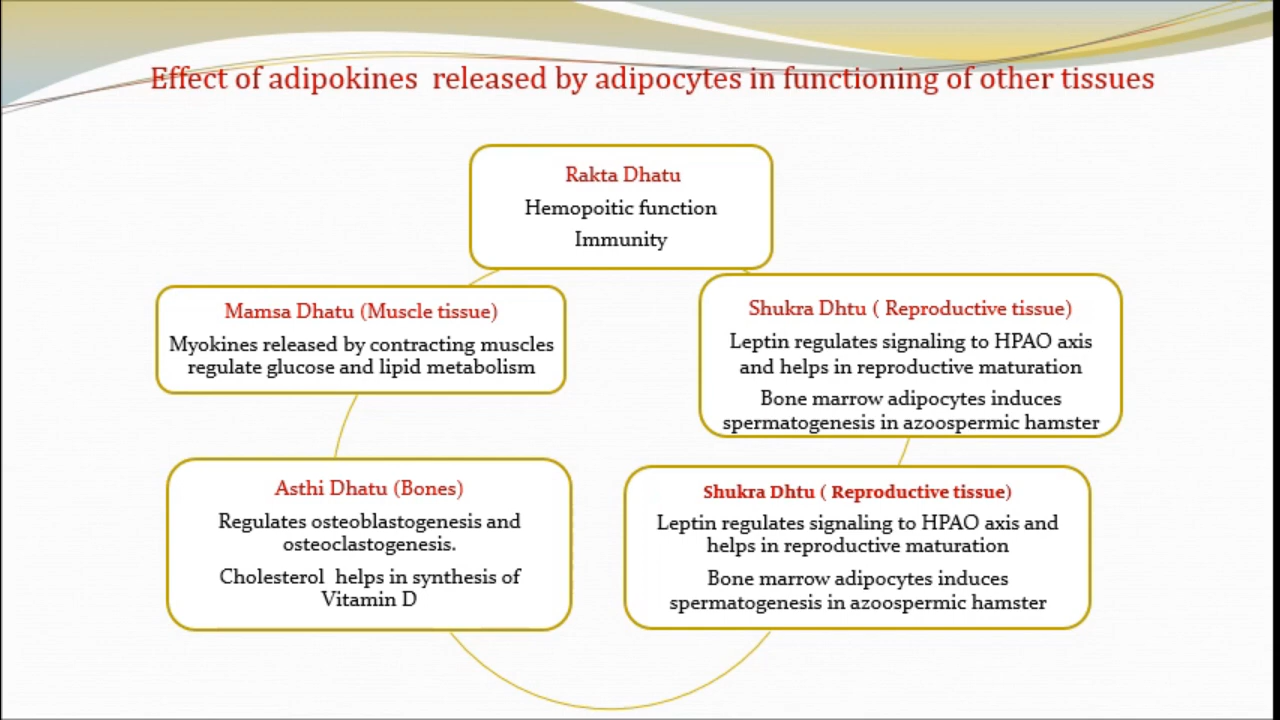 Effect of adipokines released by adipocytes in functioning of other tissues
Rakta Dhatu
Hemopoitic function
Immunity
Mamsa Dhatu (Muscle tissue)
Myokines released by contracting muscles
regulate glucose and lipid metabolism
Shukra Dhtu ( Reproductive tissue)
Leptin regulates signaling to HPAO axis
and helps in reproductive maturation
Bone marrow adipocytes induces
spermatogenesis in azoospermic hamster
Asthi Dhatu (Bones)
Regulates osteoblastogenesis and
osteoclastogenesis.
Cholesterol helps in synthesis of
Vitamin D
Shukra Dhtu ( Reproductive tissue)
Leptin regulates signaling to HPAO axis and
helps in reproductive maturation
Bone marrow adipocytes induces
spermatogenesis in azoospermic hamster